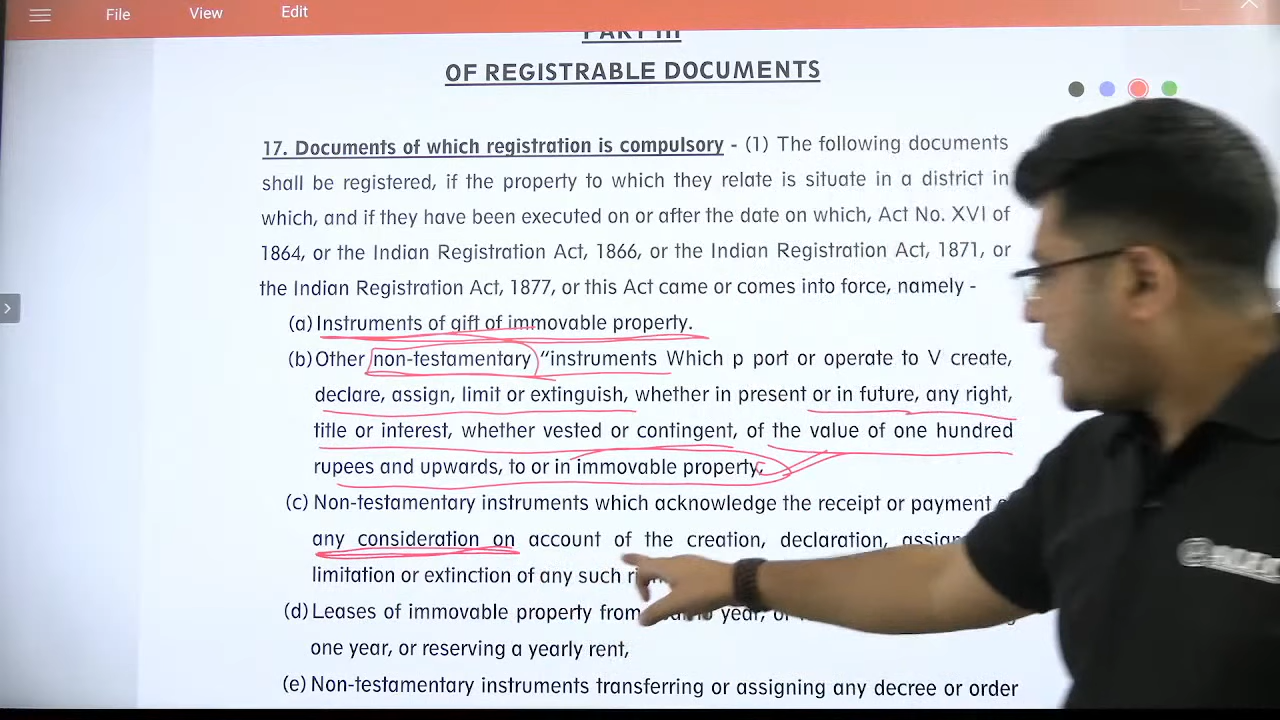 File View Edit
PART III
OF REGISTRABLE DOCUMENTS
17. Documents of which registration is compulsory - (1) The following documents
shall be registered, if the property to which they relate is situate in a district in
which, and if they have been executed on or after the date on which, Act No. XVI of
1864, or the Indian Registration Act, 1866, or the Indian Registration Act, 1871, or
the Indian Registration Act, 1877, or this Act came or comes into force, namely -
(a) Instruments of gift of immovable property.
(b) Other non-testamentary "instruments Which p port or operate to V create,
declare, assign, limit or extinguish, whether in present or in future, any right,
title or interest, whether vested or contingent, of the value of one hundred
rupees and upwards, to or in immovable property;
(c) Non-testamentary instruments which acknowledge the receipt or payment
any consideration on account of the creation, declaration,
limitation or extinction of any such
(d) Leases of immovable property from year,
one year, or reserving a yearly rent,
(e) Non-testamentary instruments transferring or assigning any decree or order